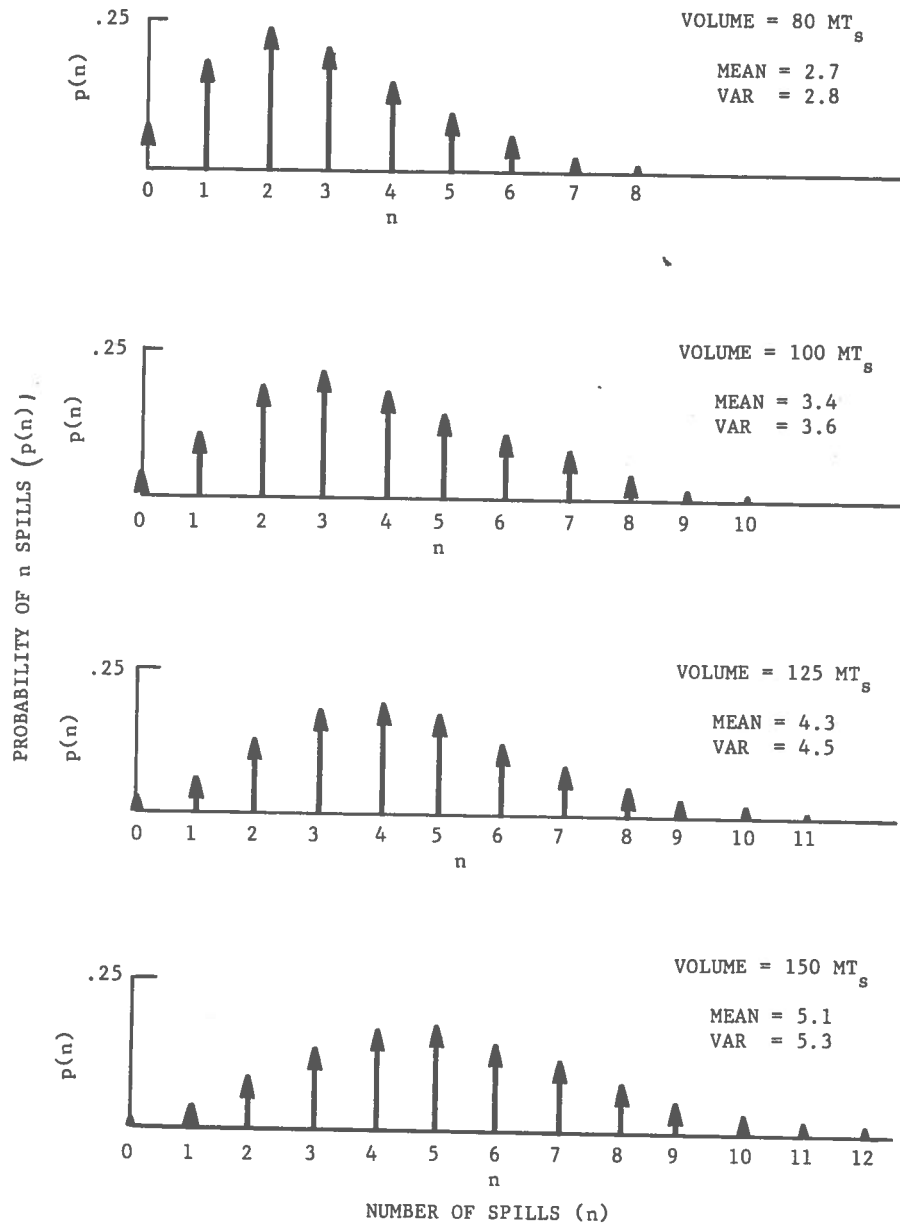 PROBABILITY OF n SPILLS (p(n))
.25
p(n)
VOLUME = 80 MTs
MEAN = 2.7
VAR = 2.8
0 1 2 3 4 5 6 7 8
n
.25
p(n)
VOLUME = 100 MTs
MEAN = 3.4
VAR = 3.6
0 1 2 3 4 5 6 7 8 9 10
n
.25
p(n)
VOLUME = 125 MTs
MEAN = 4.3
VAR = 4.5
0 1 2 3 4 5 6 7 8 9 10 11
n
.25
p(n)
VOLUME = 150 MTs
MEAN = 5.1
VAR = 5.3
0 1 2 3 4 5 6 7 8 9 10 11 12
n
NUMBER OF SPILLS (n)